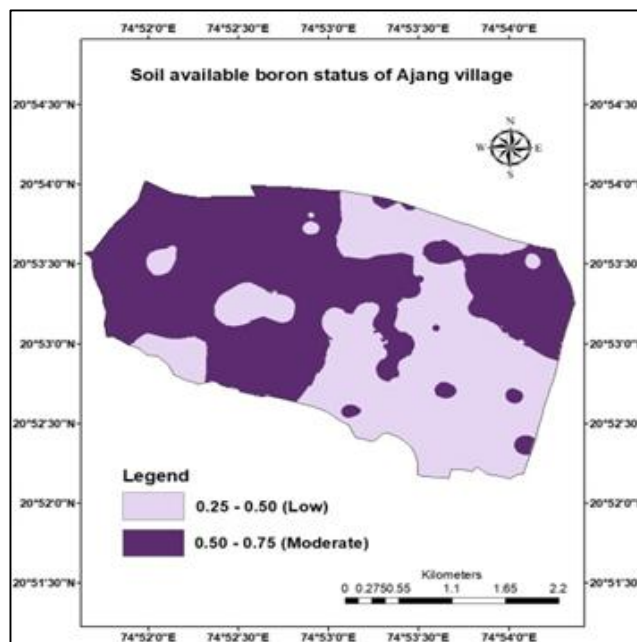 74°52'0"E 74°52'30"E 74°53'0"E 74°53'30"E 74°54'0"E
Soil available boron status of Ajang village
20°54'30"N 20°54'30"N
N
W E
S
20°54'0"N 20°54'0"N
20°53'30"N 20°53'30"N
20°53'0"N 20°53'0"N
20°52'30"N 20°52'30"N
Legend
0.25 - 0.50 (Low)
20°52'0"N 20°52'0"N
0.50 - 0.75 (Moderate)
Kilometers
20°51'30"N 20°51'30"N
0 0.275 0.55 1.1 1.65 2.2
74°52'0"E 74°52'30"E 74°53'0"E 74°53'30"E 74°54'0"E